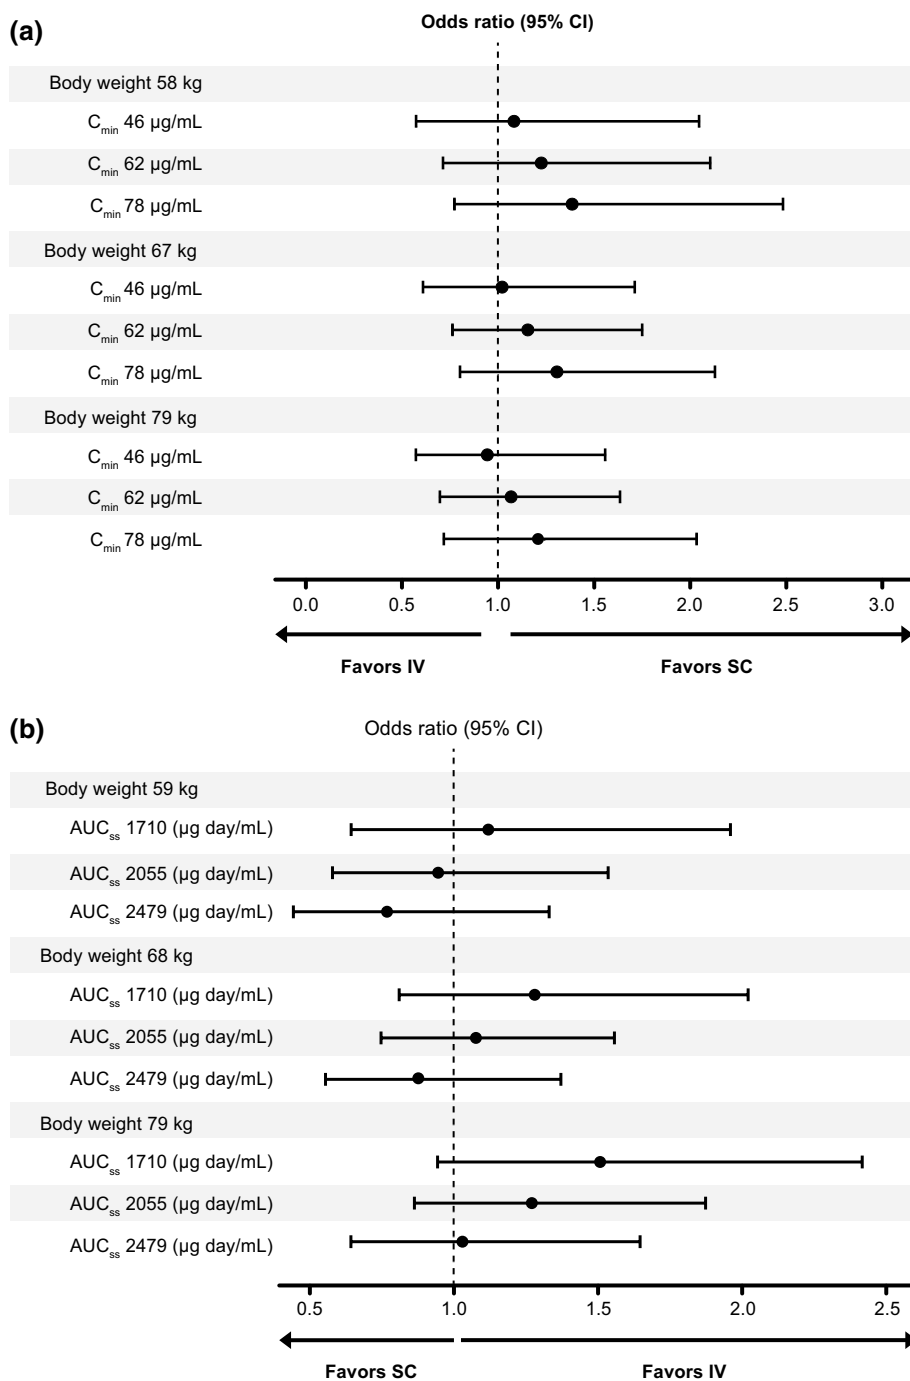 (a)
Odds ratio (95% CI)
Body weight 58 kg
Cmin 46 µg/mL
Cmin 62 µg/mL
Cmin 78 µg/mL
Body weight 67 kg
Cmin 46 µg/mL
Cmin 62 µg/mL
Cmin 78 µg/mL
Body weight 79 kg
Cmin 46 µg/mL
Cmin 62 µg/mL
Cmin 78 µg/mL
0.0 0.5 1.0 1.5 2.0 2.5 3.0
Favors IV Favors SC
(b)
Odds ratio (95% CI)
Body weight 59 kg
AUCss 1710 (µg day/mL)
AUCss 2055 (µg day/mL)
AUCss 2479 (µg day/mL)
Body weight 68 kg
AUCss 1710 (µg day/mL)
AUCss 2055 (µg day/mL)
AUCss 2479 (µg day/mL)
Body weight 79 kg
AUCss 1710 (µg day/mL)
AUCss 2055 (µg day/mL)
AUCss 2479 (µg day/mL)
0.5 1.0 1.5 2.0 2.5
Favors SC Favors IV